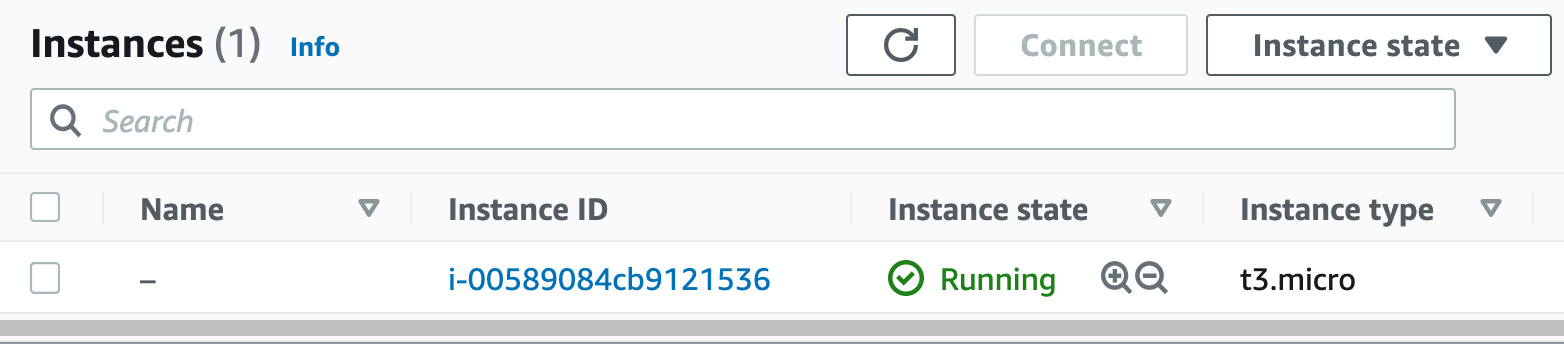 Instances (1) Info Connect Instance state
Search
Name Instance ID Instance state Instance type
– i-00589084cb9121536 Running t3.micro